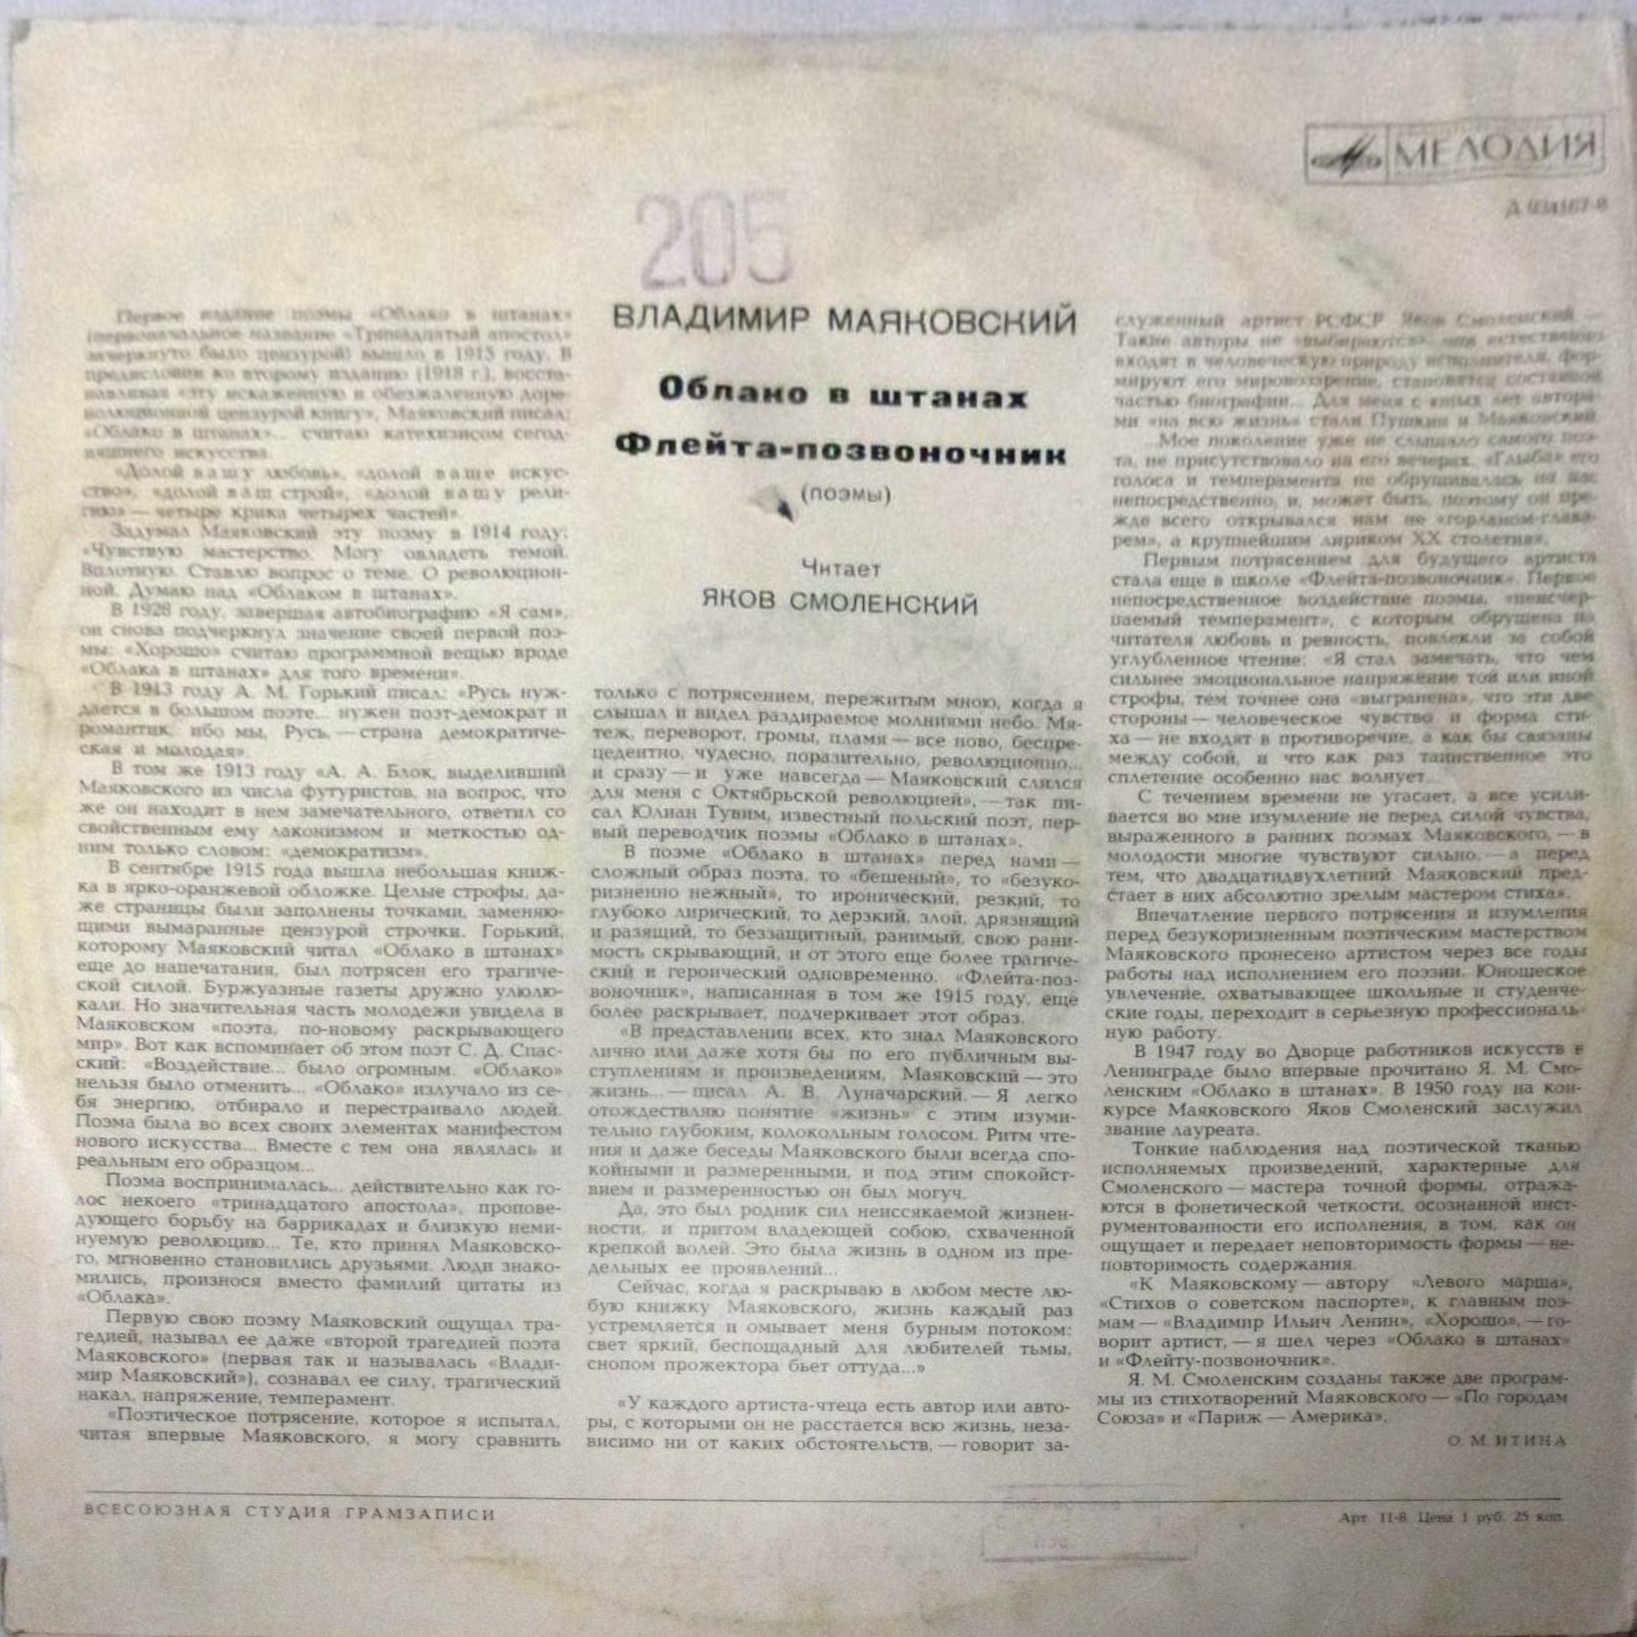 МЕЛОДИЯ
205
ВЛАДИМИР МАЯКОВСКИЙ
Облако в штанах
Флейта-позвоночник
(поэмы)
Читает
ЯКОВ СМОЛЕНСКИЙ
Первое издание поэмы «Облако в штанах»
(первоначальное название «Тринадцатый апостол»
зачеркнуто было цензурой) вышло в 1915 году. В
предисловии ко второму изданию (1918 г.), восста-
навливая «эту искаженную и обезжаленную доре-
волюционной цензурой книгу», Маяковский писал:
«Облако в штанах»... считаю катехизисом сегод-
няшнего искусства.
«Долой вашу любовь», «долой ваше искус-
ство», «долой ваш строй», «долой вашу рели-
гию» — четыре крика четырех частей».
Задумал Маяковский эту поэму в 1914 году:
«Чувствую мастерство. Могу овладеть темой.
Вплотную. Ставлю вопрос о теме. О революцион-
ной. Думаю над «Облаком в штанах».
В 1928 году, завершая автобиографию «Я сам»,
он снова подчеркнул значение своей первой поэ-
мы: «Хорошо» считаю программной вещью вроде
«Облака в штанах» для того времени».
В 1913 году А. М. Горький писал: «Русь нуж-
дается в большом поэте... нужен поэт-демократ и
романтик, ибо мы, Русь, — страна демократиче-
ская и молодая».
В том же 1913 году «А. А. Блок, выделивший
Маяковского из числа футуристов, на вопрос, что
же он находит в нем замечательного, ответил со
свойственным ему лаконизмом и меткостью од-
ним только словом: «демократизм».
В сентябре 1915 года вышла небольшая книж-
ка в ярко-оранжевой обложке. Целые строфы, да-
же страницы были заполнены точками, заменяю-
щими вымаранные цензурой строчки. Горький,
которому Маяковский читал «Облако в штанах»
еще до напечатания, был потрясен его трагиче-
ской силой. Буржуазные газеты дружно улюлю-
кали. Но значительная часть молодежи увидела в
Маяковском «поэта, по-новому раскрывающего
мир». Вот как вспоминает об этом поэт С. Д. Спас-
ский: «Воздействие... было огромным. «Облако»
нельзя было отменить... «Облако» излучало из се-
бя энергию, отбирало и перестраивало людей.
Поэма была во всех своих элементах манифестом
нового искусства... Вместе с тем она являлась и
реальным его образцом...
Поэма воспринималась... действительно как го-
лос некоего «тринадцатого апостола», пропове-
дующего борьбу на баррикадах и близкую неми-
нуемую революцию... Те, кто принял Маяковско-
го, мгновенно становились друзьями. Люди знако-
мились, произнося вместо фамилий цитаты из
«Облака».
Первую свою поэму Маяковский ощущал тра-
гедией, называл ее даже «второй трагедией поэта
Маяковского» (первая так и называлась «Влади-
мир Маяковский»), сознавал ее силу, трагический
накал, напряжение, темперамент.
«Поэтическое потрясение, которое я испытал,
читая впервые Маяковского, я могу сравнить
только с потрясением, пережитым мною, когда я
слышал и видел раздираемое молниями небо. Мя-
теж, переворот, громы, пламя — все ново, беспре-
цедентно, чудесно, поразительно, революционно...
и сразу — и уже навсегда — Маяковский слился
для меня с Октябрьской революцией», — так пи-
сал Юлиан Тувим, известный польский поэт, пер-
вый переводчик поэмы «Облако в штанах».
В поэме «Облако в штанах» перед нами —
сложный образ поэта, то «бешеный», то «безуко-
ризненно нежный», то иронический, резкий, то
глубоко лирический, то дерзкий, злой, дрязнящий
и разящий, то беззащитный, ранимый, свою рани-
мость скрывающий, и от этого еще более трагиче-
ский и героический одновременно. «Флейта-поз-
воночник», написанная в том же 1915 году, еще
более раскрывает, подчеркивает этот образ.
«В представлении всех, кто знал Маяковского
лично или даже хотя бы по его публичным вы-
ступлениям и произведениям, Маяковский — это
жизнь... — писал А. В. Луначарский. — Я легко
отождествляю понятие «жизнь» с этим изуми-
тельно глубоким, колокольным голосом. Ритм чте-
ния и даже беседы Маяковского были всегда спо-
койными и размеренными, и под этим спокойст-
вием и размеренностью он был могуч.
Да, это был родник сил неиссякаемой жизнен-
ности, и притом владеющей собою, схваченной
крепкой волей. Это была жизнь в одном из пре-
дельных ее проявлений...
Сейчас, когда я раскрываю в любом месте лю-
бую книжку Маяковского, жизнь каждый раз
устремляется и омывает меня бурным потоком:
свет яркий, беспощадный для любителей тьмы,
снопом прожектора бьет оттуда...»
«У каждого артиста-чтеца есть автор или авто-
ры, с которыми он не расстается всю жизнь, неза-
висимо ни от каких обстоятельств, — говорит за-
служенный артист РСФСР Яков Смоленский. —
Такие авторы не «выбираются», они естественно
входят в человеческую природу исполнителя, фор-
мируют его мировоззрение, становятся составной
частью биографии... Для меня с юных лет автора-
ми «на всю жизнь» стали Пушкин и Маяковский.
...Мое поколение уже не слышало самого поэ-
та, не присутствовало на его вечерах. «Глыба» его
голоса и темперамента не обрушивалась на нас
непосредственно, и, может быть, поэтому он пре-
жде всего открывался нам не «горланом-глава-
рем», а крупнейшим лириком XX столетия».
Первым потрясением для будущего артиста
стала еще в школе «Флейта-позвоночник». Первое
непосредственное воздействие поэмы, «неисчер-
паемый темперамент», с которым обрушена на
читателя любовь и ревность, повлекли за собой
углубленное чтение: «Я стал замечать, что чем
сильнее эмоциональное напряжение той или иной
строфы, тем точнее она «выгранена», что эти две
стороны — человеческое чувство и форма сти-
ха — не входят в противоречие, а как бы связаны
между собой, и что как раз таинственное это
сплетение особенно нас волнует...
С течением времени не угасает, а все усили-
вается во мне изумление не перед силой чувства,
выраженного в ранних поэмах Маяковского, — в
молодости многие чувствуют сильно, — а перед
тем, что двадцатидвухлетний Маяковский пред-
стает в них абсолютно зрелым мастером стиха».
Впечатление первого потрясения и изумления
перед безукоризненным поэтическим мастерством
Маяковского пронесено артистом через все годы
работы над исполнением его поэзии. Юношеское
увлечение, охватывающее школьные и студенче-
ские годы, переходит в серьезную профессиональ-
ную работу.
В 1947 году во Дворце работников искусств в
Ленинграде было впервые прочитано Я. М. Смо-
ленским «Облако в штанах». В 1950 году на кон-
курсе Маяковского Яков Смоленский заслужил
звание лауреата.
Тонкие наблюдения над поэтической тканью
исполняемых произведений, характерные для
Смоленского — мастера точной формы, отража-
ются в фонетической четкости, осознанной инст-
рументованности его исполнения, в том, как он
ощущает и передает неповторимость формы — не-
повторимость содержания.
«К Маяковскому — автору «Левого марша»,
«Стихов о советском паспорте», к главным поэ-
мам — «Владимир Ильич Ленин», «Хорошо», — го-
ворит артист, — я шел через «Облако в штанах»
и «Флейту-позвоночник».
Я. М. Смоленским созданы также две програм-
мы из стихотворений Маяковского — «По городам
Союза» и «Париж — Америка».
О. М. ИТИНА
ВСЕСОЮЗНАЯ СТУДИЯ ГРАМЗАПИСИ
Арт. 11-8. Цена 1 руб. 25 коп.